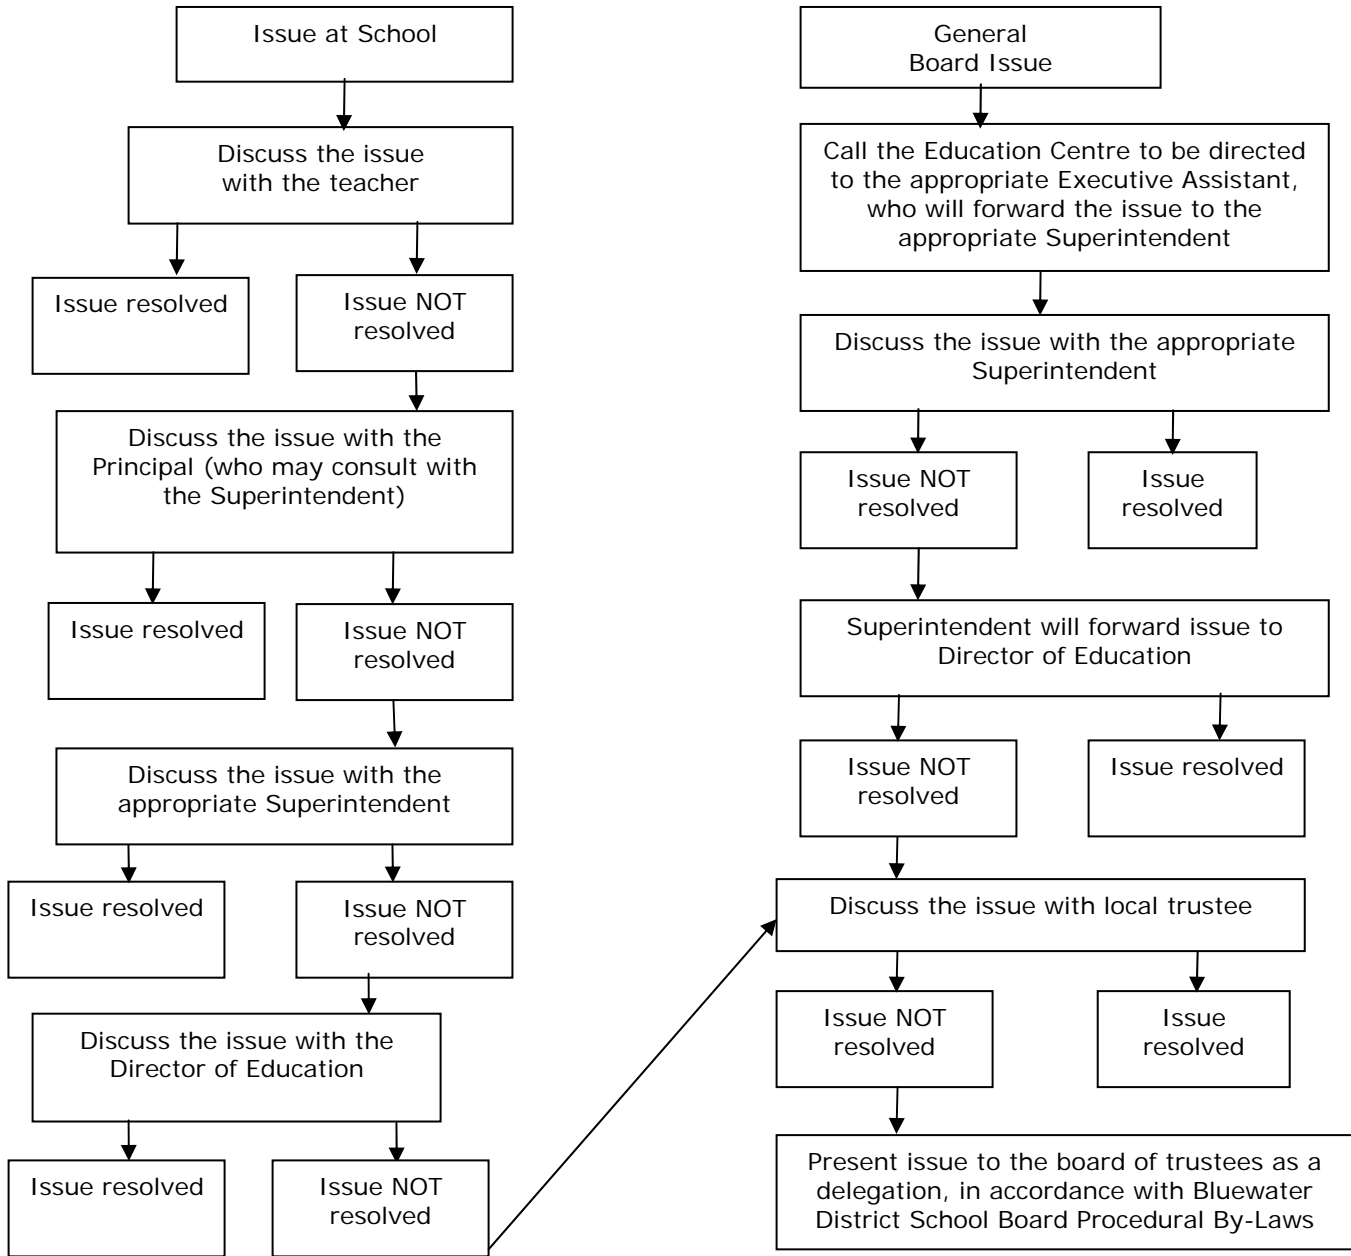 Issue at School
Discuss the issue
with the teacher
Issue resolved
Issue NOT
resolved
Discuss the issue with the
Principal (who may consult with
the Superintendent)
Issue resolved
Issue NOT
resolved
Discuss the issue with the
appropriate Superintendent
Issue resolved
Issue NOT
resolved
Discuss the issue with the
Director of Education
Issue resolved
Issue NOT
resolved
General
Board Issue
Call the Education Centre to be directed
to the appropriate Executive Assistant,
who will forward the issue to the
appropriate Superintendent
Discuss the issue with the appropriate
Superintendent
Issue NOT
resolved
Issue
resolved
Superintendent will forward issue to
Director of Education
Issue NOT
resolved
Issue resolved
Discuss the issue with local trustee
Issue NOT
resolved
Issue
resolved
Present issue to the board of trustees as a
delegation, in accordance with Bluewater
District School Board Procedural By-Laws